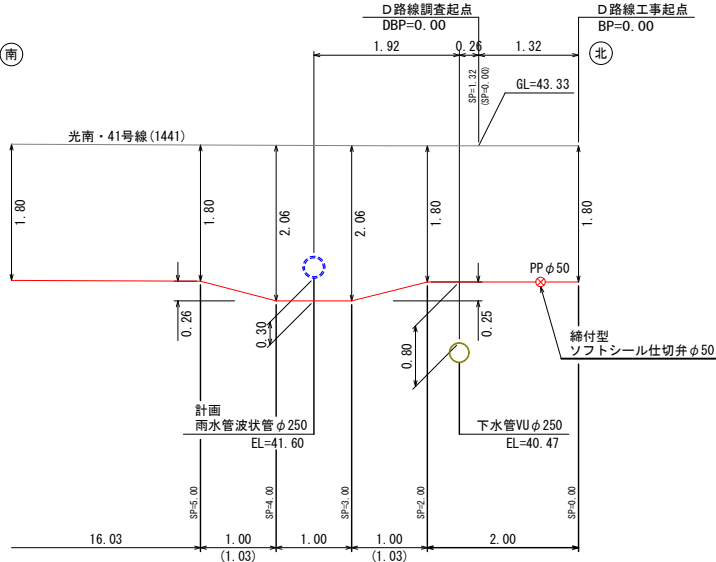 D路線調査起点
DBP=0.00
D路線工事起点
BP=0.00
南
北
1.92
0.26
1.32
SP=1.32
(SP=0.00)
GL=43.33
光南・41号線(1441)
1.80
1.80
2.06
2.06
1.80
1.80
PPφ50
0.26
0.30
0.80
0.25
締付型
ソフトシール仕切弁φ50
計画
雨水管波状管φ250
EL=41.60
下水管VUφ250
EL=40.47
SP=5.00
SP=4.00
SP=3.00
SP=2.00
SP=0.00
16.03
1.00
(1.03)
1.00
1.00
(1.03)
2.00